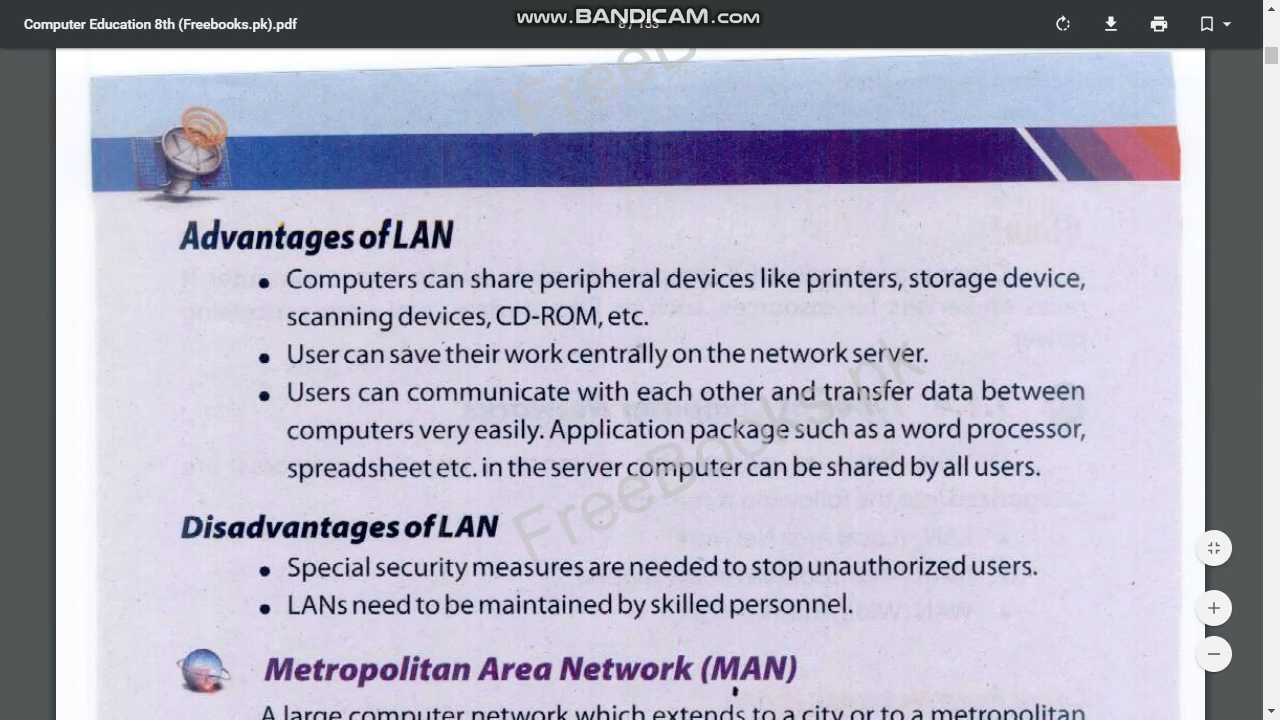 Computer Education 8th (Freebooks.pk).pdf
www.BANDICAM.com
8 / 153
Advantages of LAN
• Computers can share peripheral devices like printers, storage device,
scanning devices, CD-ROM, etc.
• User can save their work centrally on the network server.
• Users can communicate with each other and transfer data between
computers very easily. Application package such as a word processor,
spreadsheet etc. in the server computer can be shared by all users.
FreeBooks.pk
Disadvantages of LAN
• Special security measures are needed to stop unauthorized users.
• LANs need to be maintained by skilled personnel.
Metropolitan Area Network (MAN)
A large computer network which extends to a city or to a metropolitan